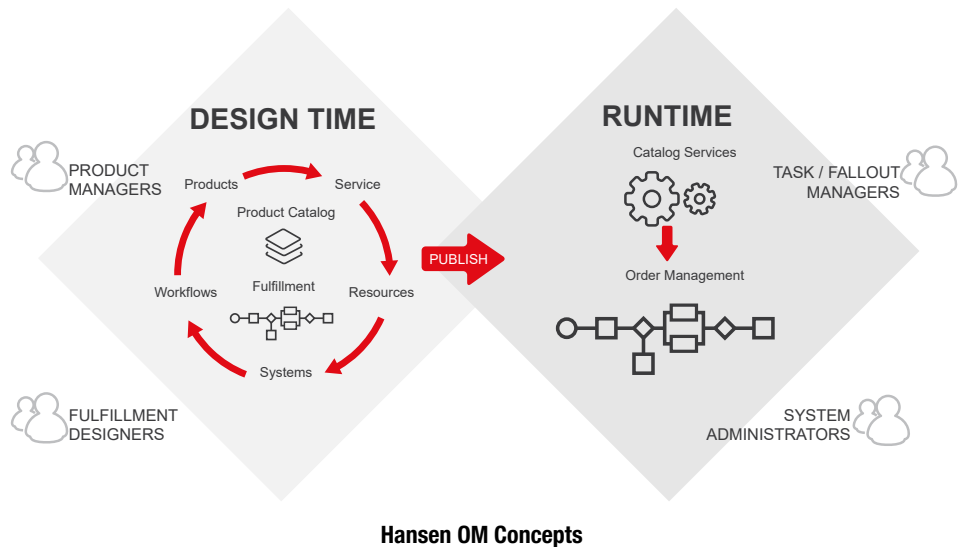 DESIGN TIME
RUNTIME
PRODUCT
MANAGERS
Products
Service
Product Catalog
Workflows
Fulfillment
Resources
Systems
PUBLISH
Catalog Services
Order Management
TASK / FALLOUT
MANAGERS
FULFILLMENT
DESIGNERS
SYSTEM
ADMINISTRATORS
Hansen OM Concepts